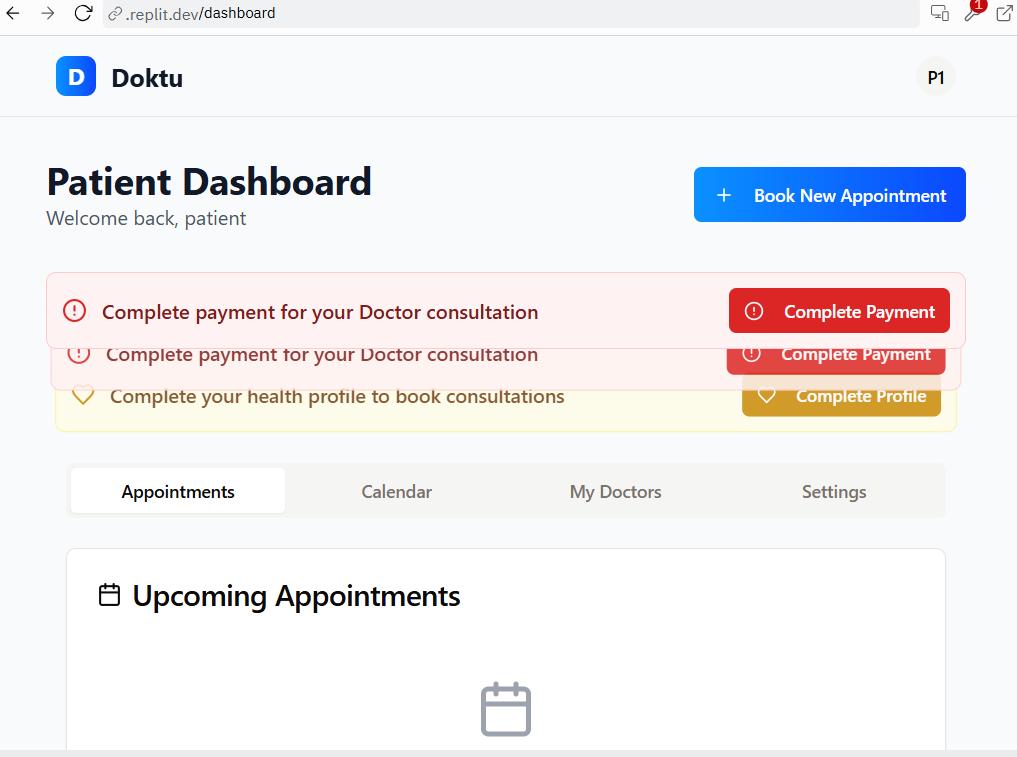 .replit.dev/dashboard
1
D Doktu
P1
Patient Dashboard
Welcome back, patient
+ Book New Appointment
Complete payment for your Doctor consultation
Complete Payment
Complete payment for your Doctor consultation
Complete Payment
Complete your health profile to book consultations
Complete Profile
Appointments Calendar My Doctors Settings
Upcoming Appointments